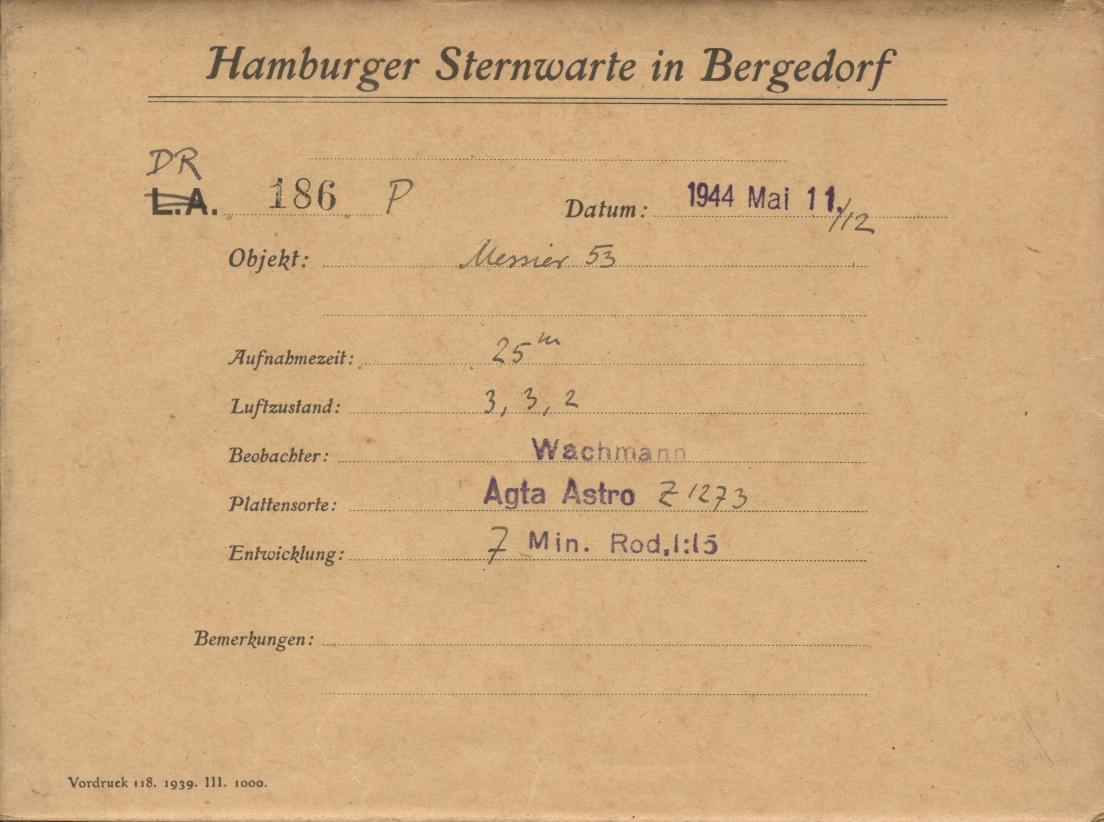 Hamburger Sternwarte in Bergedorf
DR
L.A. 186 P Datum: 1944 Mai 11./12
Objekt: Messier 53
Aufnahmezeit: 25m
Luftzustand: 3, 3, 2
Beobachter: Wachmann
Plattensorte: Agfa Astro Z 1273
Entwicklung: 7 Min. Rod.1:15
Bemerkungen:
Vordruck 118. 1939. III. 1000.